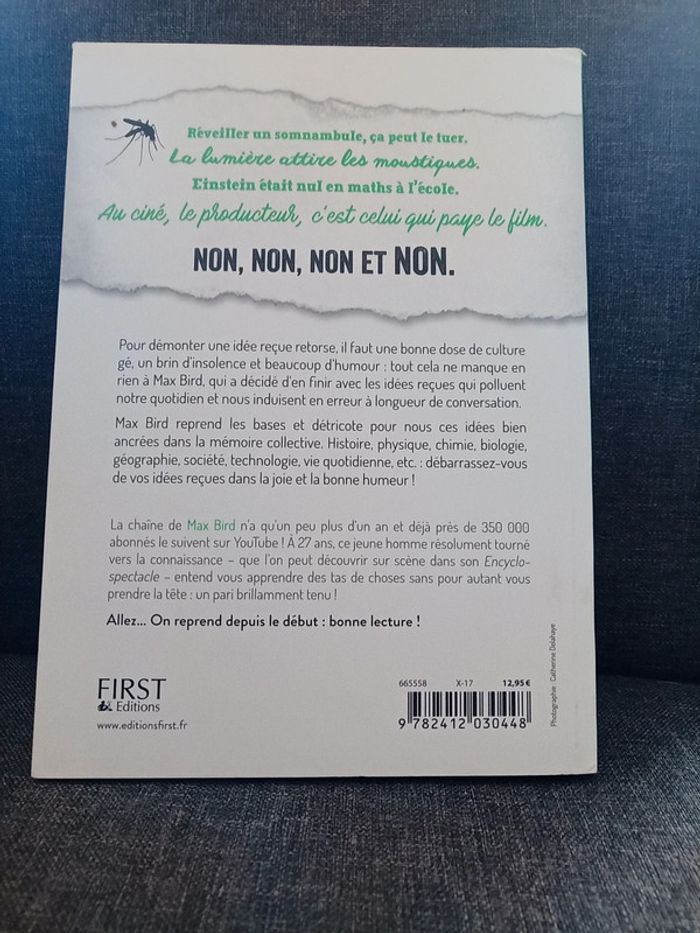 Réveiller un somnambule, ça peut le tuer.
La lumière attire les moustiques.
Einstein était nul en maths à l'école.
Au ciné, le producteur, c'est celui qui paye le film.
NON, NON, NON ET NON.
Pour démonter une idée reçue retorse, il faut une bonne dose de culture
gé, un brin d'insolence et beaucoup d'humour : tout cela ne manque en
rien à Max Bird, qui a décidé d'en finir avec les idées reçues qui polluent
notre quotidien et nous induisent en erreur à longueur de conversation.
Max Bird reprend les bases et détricote pour nous ces idées bien
ancrées dans la mémoire collective. Histoire, physique, chimie, biologie,
géographie, société, technologie, vie quotidienne, etc. : débarrassez-vous
de vos idées reçues dans la joie et la bonne humeur !
La chaîne de Max Bird n'a qu'un peu plus d'un an et déjà près de 350 000
abonnés le suivent sur YouTube ! À 27 ans, ce jeune homme résolument tourné
vers la connaissance – que l'on peut découvrir sur scène dans son Encyclo-
spectacle – entend vous apprendre des tas de choses sans pour autant vous
prendre la tête : un pari brillamment tenu !
Allez... On reprend depuis le début : bonne lecture !
FIRST
Editions
www.editionsfirst.fr
665558 X-17 12,95 €
9 782412 030448
Photographie : Catherine Delahaye